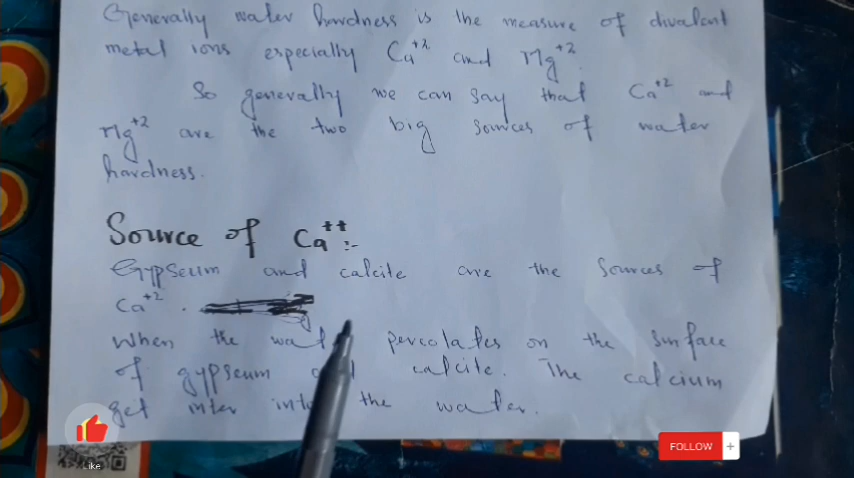 Generally water hardness is the measure of divalent
metal ions especially Ca+2 and Mg+2.
So generally we can say that Ca+2 and
Mg+2 are the two big sources of water
hardness.
Source of Ca++ :-
Gypseum and calcite are the sources of
Ca+2.
When the percolates on the surface
of gypseum calcite. The calcium
get inter into the water.
Like
FOLLOW +